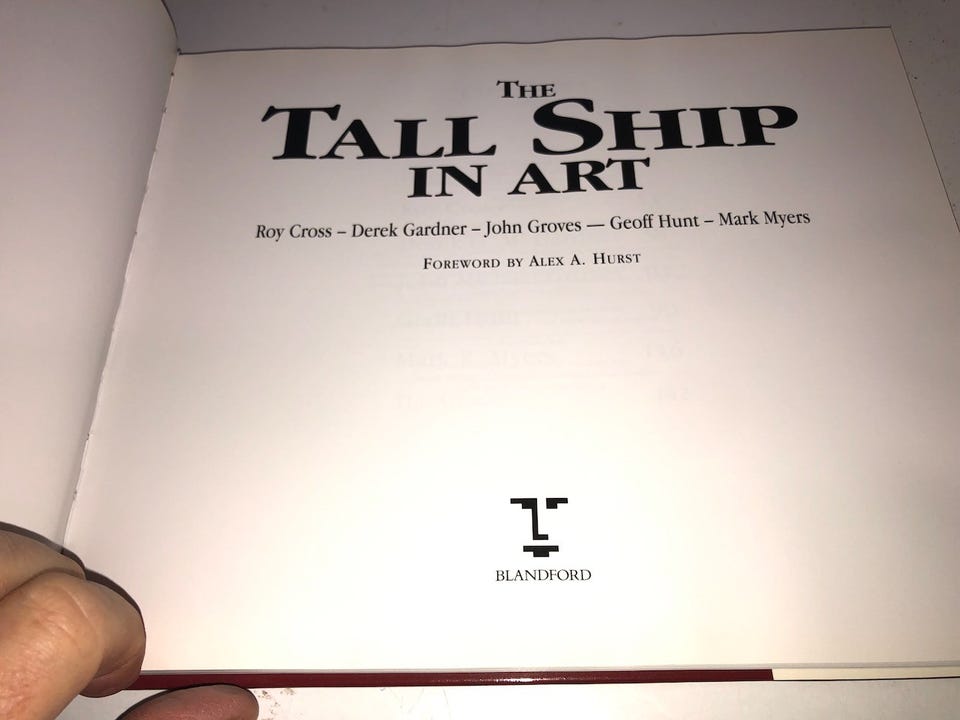 THE
TALL SHIP
IN ART
Roy Cross – Derek Gardner – John Groves — Geoff Hunt – Mark Myers
FOREWORD BY ALEX A. HURST
BLANDFORD